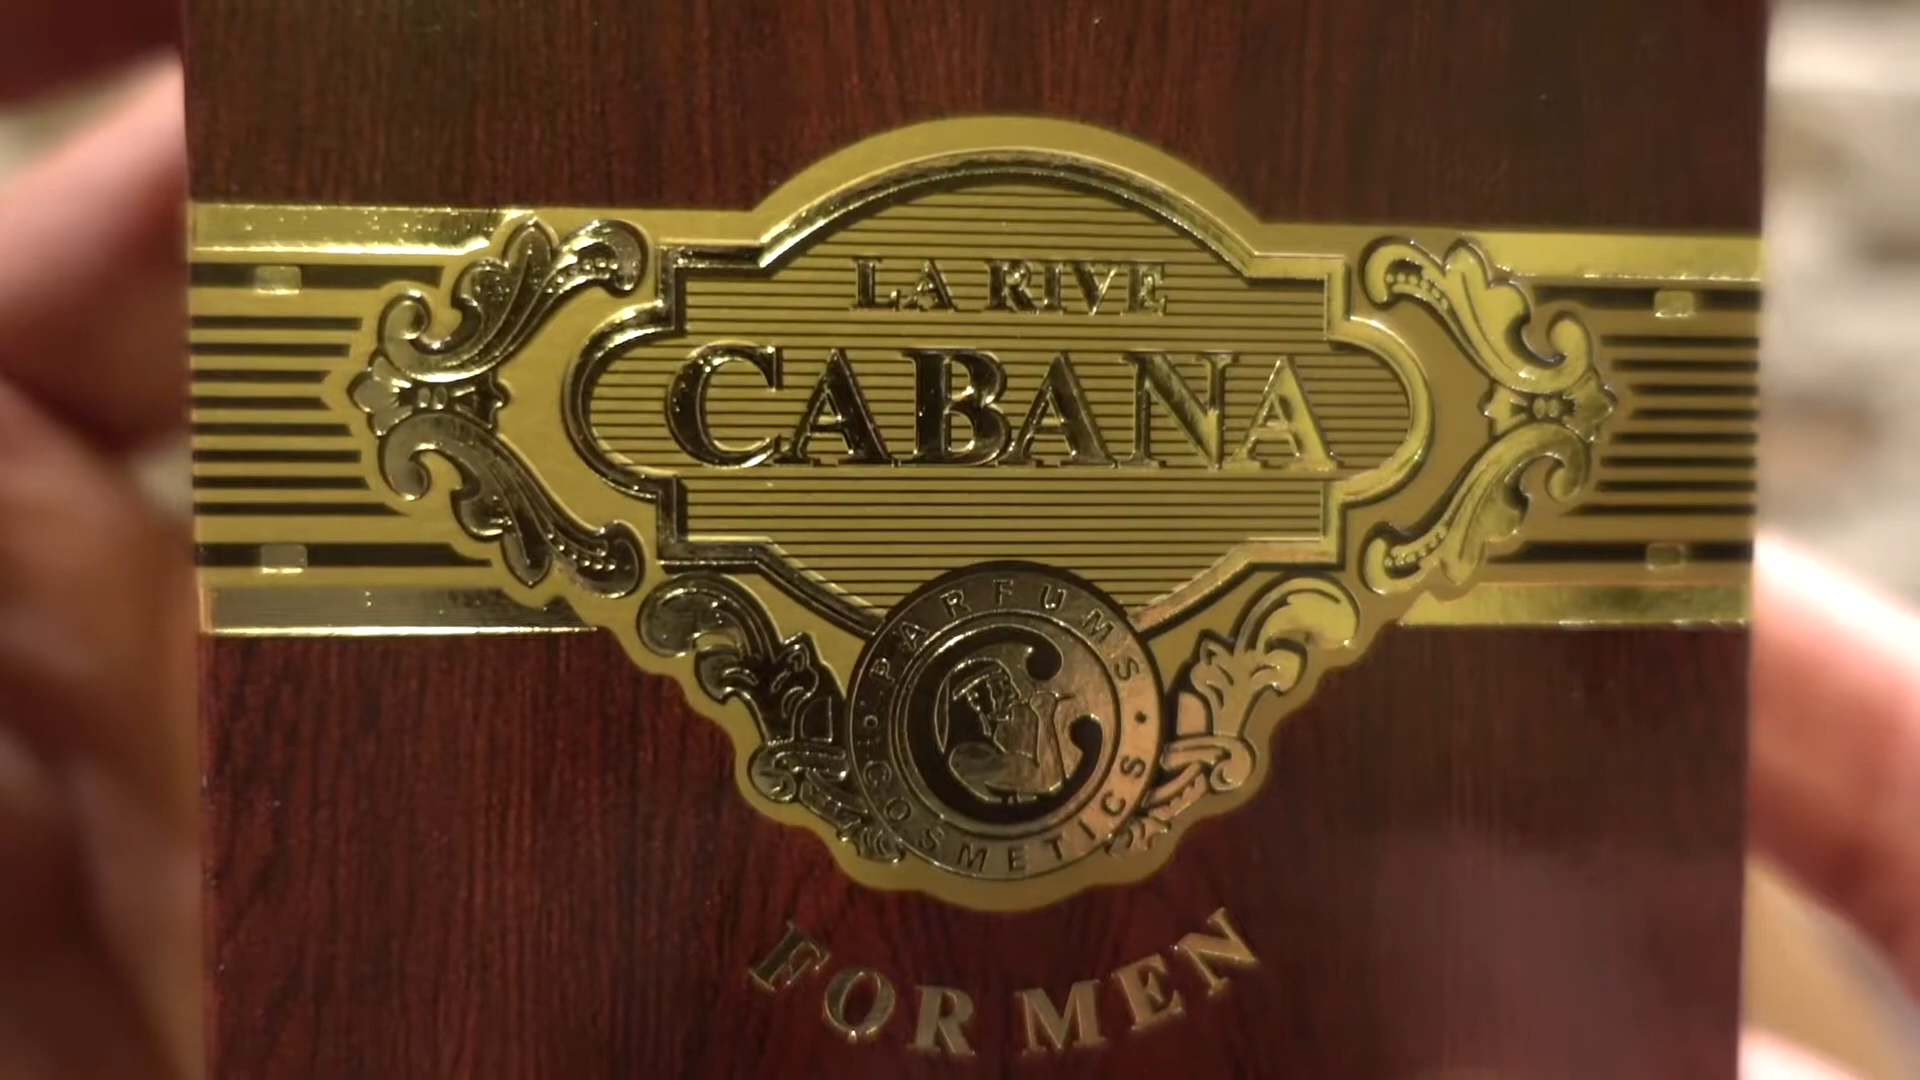 LA RIVE
CABANA
PARFUMS
COSMETICS
FOR MEN